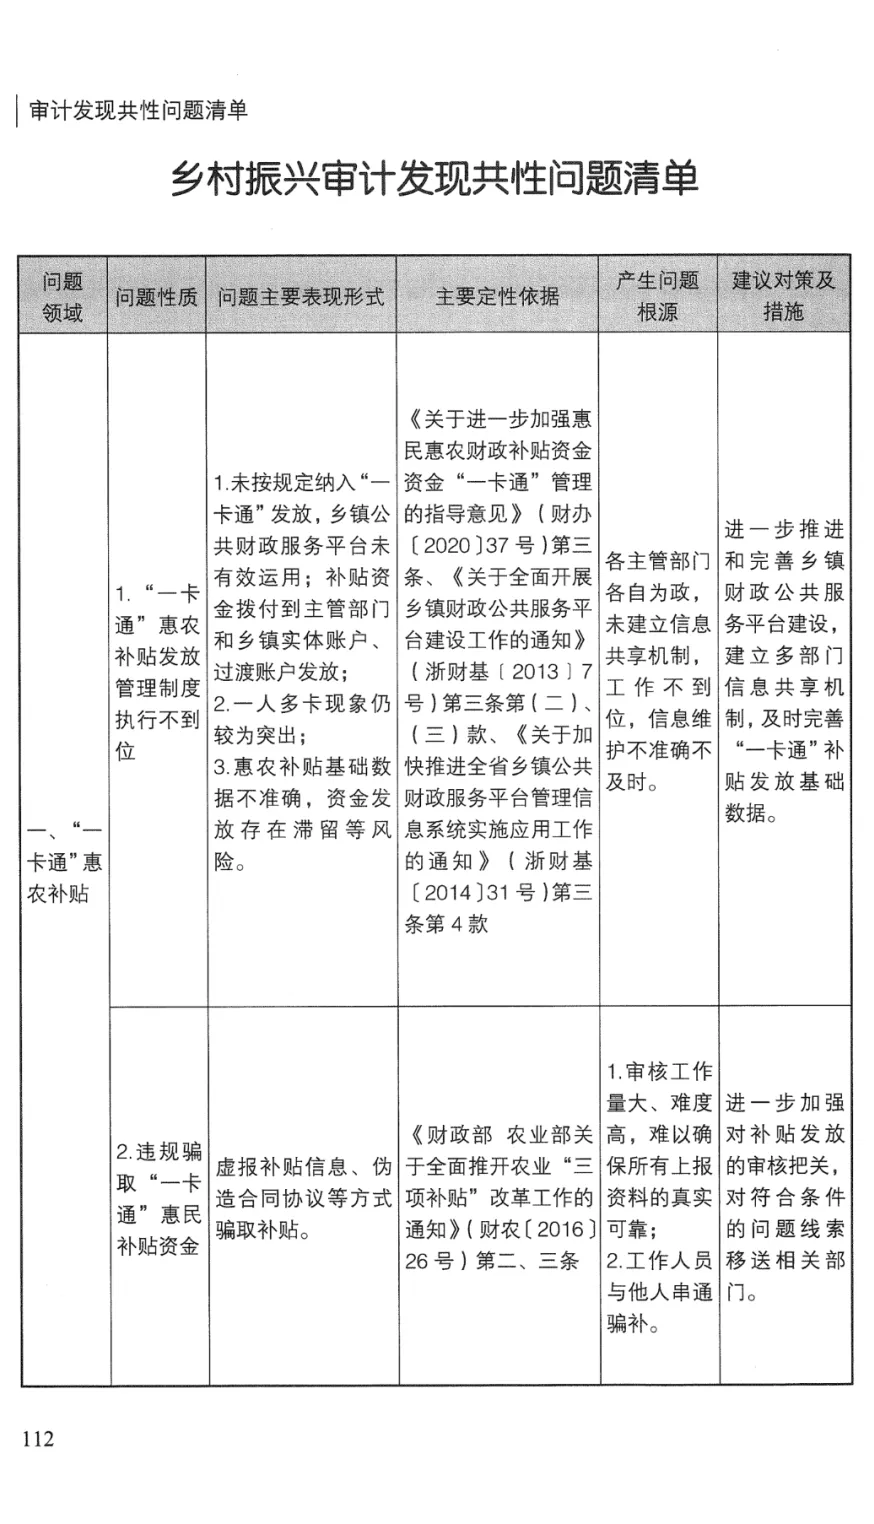 审计发现共性问题清单
乡村振兴审计发现共性问题清单
问题
领域
问题性质
问题主要表现形式
主要定性依据
产生问题
根源
建议对策及
措施
一、“一
卡通”惠
农补贴
1.“一卡
通”惠农
补贴发放
管理制度
执行不到
位
1.未按规定纳入“一
卡通”发放，乡镇公
共财政服务平台未
有效运用；补贴资
金拨付到主管部门
和乡镇实体账户、
过渡账户发放；
2.一人多卡现象仍
较为突出；
3.惠农补贴基础数
据不准确，资金发
放存在滞留等风
险。
《关于进一步加强惠
民惠农财政补贴资金
资金“一卡通”管理
的指导意见》（财办
〔2020〕37号）第三
条、《关于全面开展
乡镇财政公共服务平
台建设工作的通知》
（浙财基〔2013〕7
号）第三条第（二）、
（三）款、《关于加
快推进全省乡镇公共
财政服务平台管理信
息系统实施应用工作
的通知》（浙财基
〔2014〕31号）第三
条第4款
各主管部门
各自为政，
未建立信息
共享机制，
工作不到
位，信息维
护不准确不
及时。
进一步推进
和完善乡镇
财政公共服
务平台建设，
建立多部门
信息共享机
制，及时完善
“一卡通”补
贴发放基础
数据。
2.违规骗
取“一卡
通”惠民
补贴资金
虚报补贴信息、伪
造合同协议等方式
骗取补贴。
《财政部 农业部关
于全面推开农业“三
项补贴”改革工作的
通知》（财农〔2016〕
26号）第二、三条
1.审核工作
量大、难度
高，难以确
保所有上报
资料的真实
可靠；
2.工作人员
与他人串通
骗补。
进一步加强
对补贴发放
的审核把关，
对符合条件
的问题线索
移送相关部
门。
112